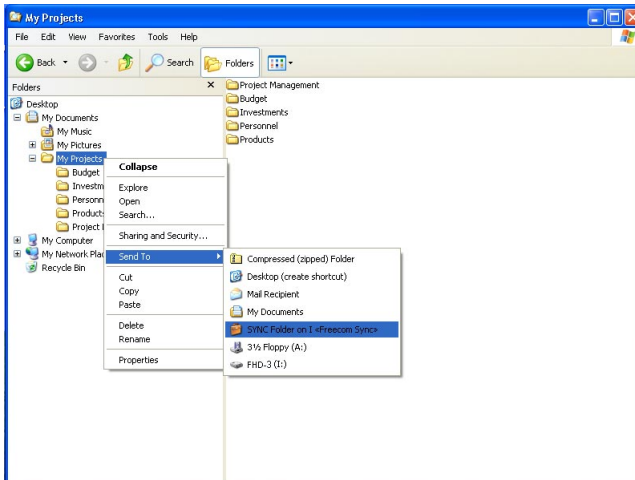 My Projects
File Edit View Favorites Tools Help
Back Search Folders
Folders
Desktop
My Documents
My Music
My Pictures
My Projects
Budget
Investm
Personn
Product
Project
My Computer
My Network Plac
Recycle Bin
Project Management
Budget
Investments
Personnel
Products
Collapse
Explore
Open
Search...
Sharing and Security...
Send To
Cut
Copy
Paste
Delete
Rename
Properties
Compressed (zipped) Folder
Desktop (create shortcut)
Mail Recipient
My Documents
SYNC Folder on I «Freecom Sync»
3½ Floppy (A:)
FHD-3 (I:)